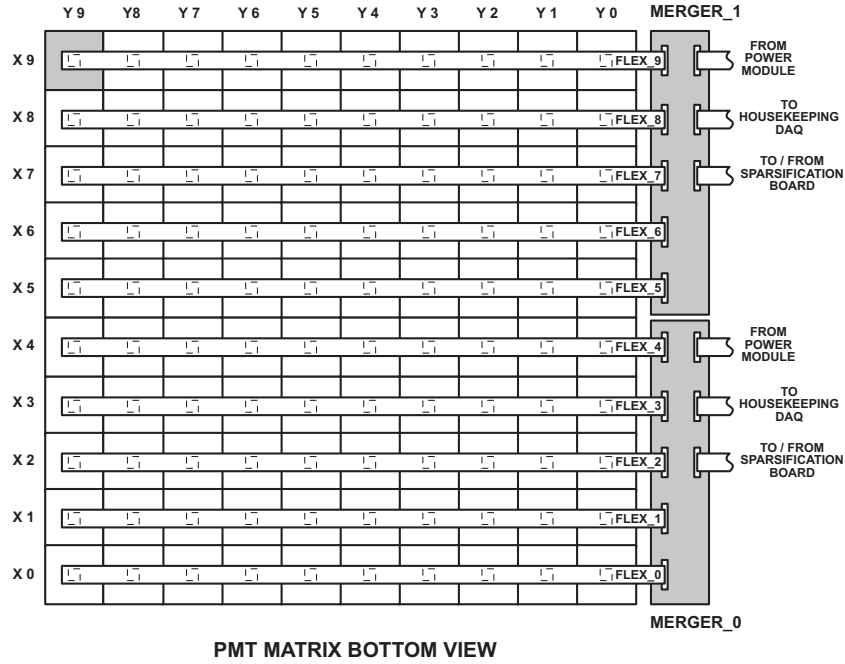 Y 9 Y8 Y 7 Y 6 Y 5 Y 4 Y 3 Y 2 Y 1 Y 0 MERGER_1
X 9 FLEX_9 FROM
POWER
MODULE
X 8 FLEX_8 TO
HOUSEKEEPING
DAQ
X 7 FLEX_7 TO / FROM
SPARSIFICATION
BOARD
X 6 FLEX_6
X 5 FLEX_5
X 4 FLEX_4 FROM
POWER
MODULE
X 3 FLEX_3 TO
HOUSEKEEPING
DAQ
X 2 FLEX_2 TO / FROM
SPARSIFICATION
BOARD
X 1 FLEX_1
X 0 FLEX_0
MERGER_0
PMT MATRIX BOTTOM VIEW